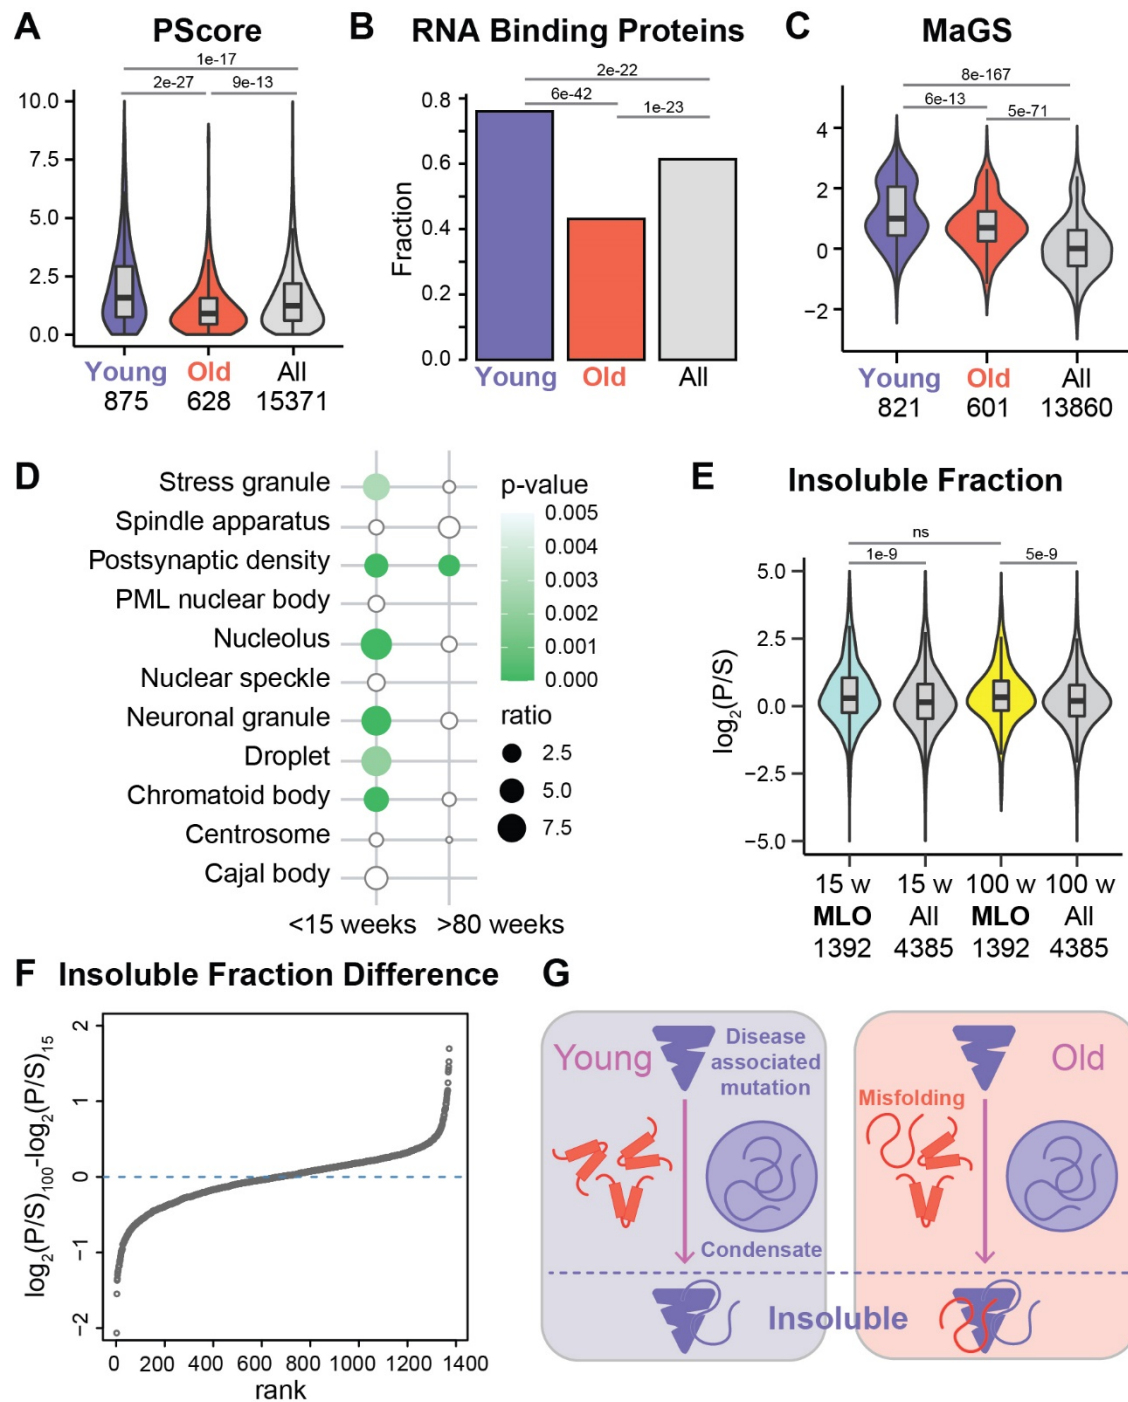 A PScore
1e-17
2e-27 9e-13
10.0
7.5
5.0
2.5
0.0
Young Old All
875 628 15371
B RNA Binding Proteins
2e-22
6e-42
1e-23
Fraction
0.8
0.6
0.4
0.2
0.0
Young Old All
C MaGS
8e-167
6e-13
5e-71
4
2
0
−2
Young Old All
821 601 13860
D
Stress granule
Spindle apparatus
Postsynaptic density
PML nuclear body
Nucleolus
Nuclear speckle
Neuronal granule
Droplet
Chromatoid body
Centrosome
Cajal body
<15 weeks >80 weeks
p-value
0.005
0.004
0.003
0.002
0.001
0.000
ratio
2.5
5.0
7.5
E Insoluble Fraction
ns
1e-9 5e-9
log2(P/S)
5.0
2.5
0.0
−2.5
−5.0
15 w 15 w 100 w 100 w
MLO All MLO All
1392 4385 1392 4385
F Insoluble Fraction Difference
log2(P/S)100-log2(P/S)15
2
1
0
−1
−2
0 200 400 600 800 1000 1400
rank
G
Young
Disease
associated
mutation
Condensate
Old
Misfolding
Insoluble